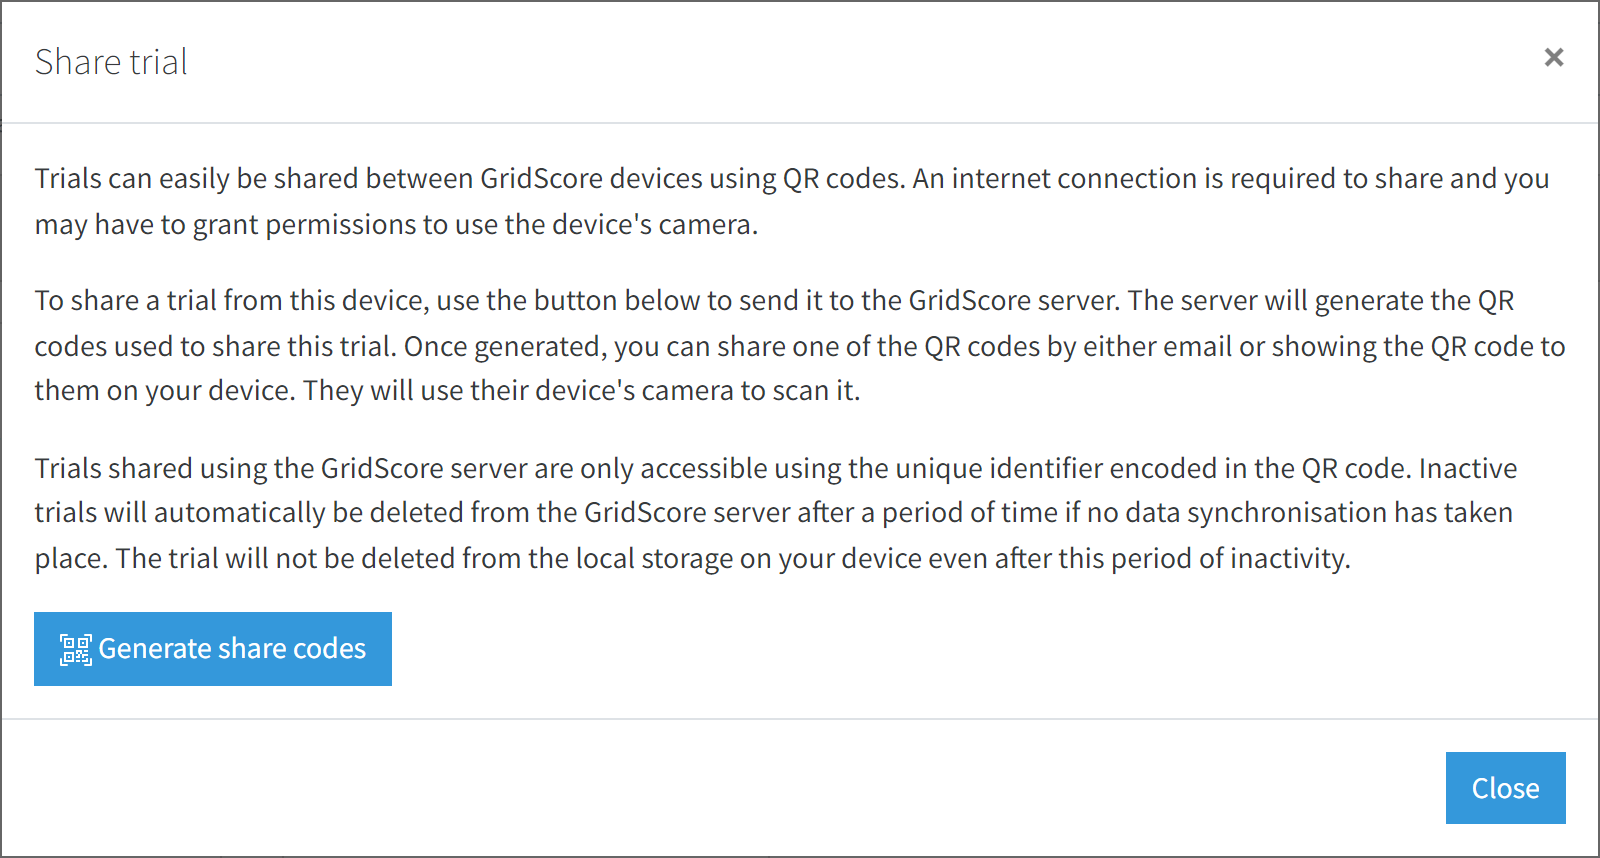 Share trial
Trials can easily be shared between GridScore devices using QR codes. An internet connection is required to share and you
may have to grant permissions to use the device's camera.
To share a trial from this device, use the button below to send it to the GridScore server. The server will generate the QR
codes used to share this trial. Once generated, you can share one of the QR codes by either email or showing the QR code to
them on your device. They will use their device's camera to scan it.
Trials shared using the GridScore server are only accessible using the unique identifier encoded in the QR code. Inactive
trials will automatically be deleted from the GridScore server after a period of time if no data synchronisation has taken
place. The trial will not be deleted from the local storage on your device even after this period of inactivity.
Generate share codes
Close